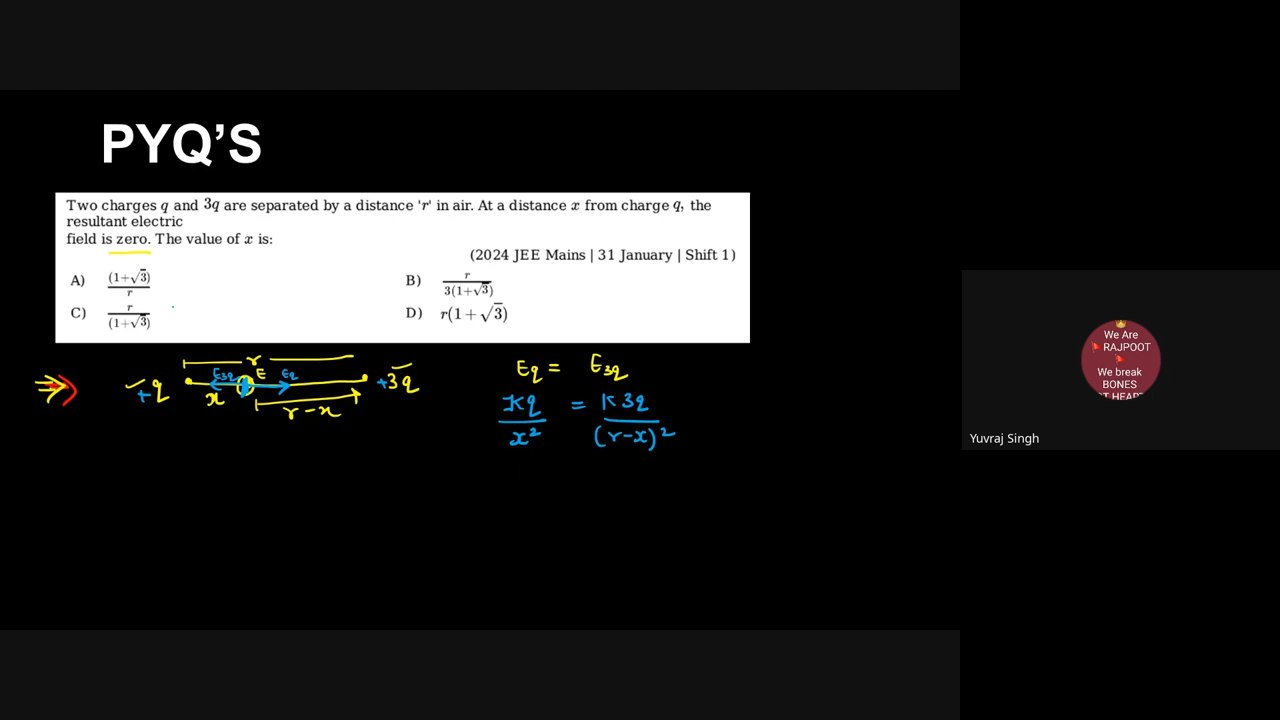 PYQ’S
Two charges q and 3q are separated by a distance 'r' in air. At a distance x from charge q, the
resultant electric
field is zero. The value of x is:
(2024 JEE Mains | 31 January | Shift 1)
A) (1+√3)/r B) r/3(1+√3)
C) r/(1+√3) D) r(1+√3)
r
E3q E Eq
+q +3q
x r-x
Eq = E3q
Kq/x² = K3q/(r-x)²
We Are
RAJPOOT
We break
BONES
Yuvraj Singh